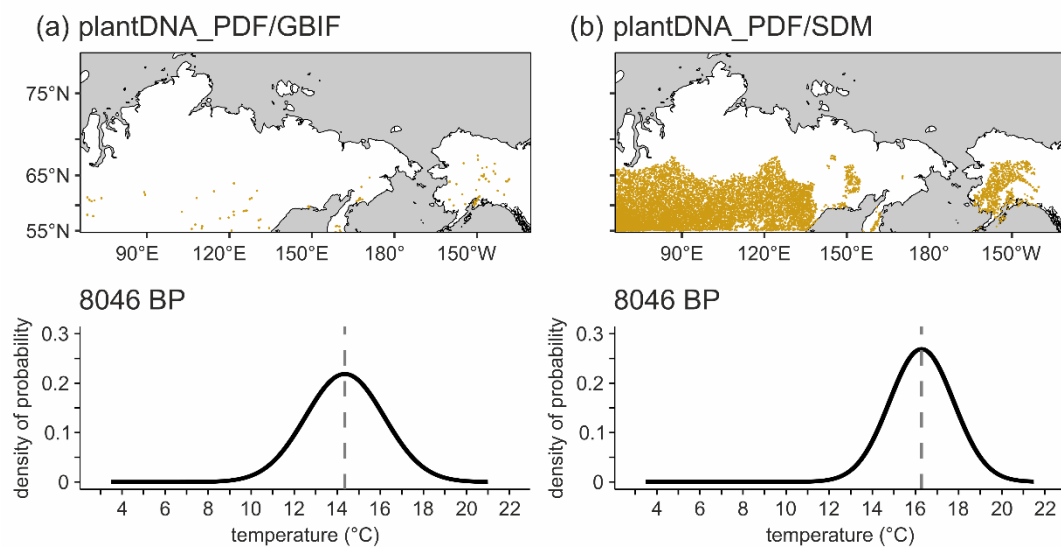 (a) plantDNA_PDF/GBIF
75°N
65°N
55°N
90°E 120°E 150°E 180° 150°W
8046 BP
density of probability
0.3
0.2
0.1
0
4 6 8 10 12 14 16 18 20 22
temperature (°C)
(b) plantDNA_PDF/SDM
75°N
65°N
55°N
90°E 120°E 150°E 180° 150°W
8046 BP
density of probability
0.3
0.2
0.1
0
4 6 8 10 12 14 16 18 20 22
temperature (°C)